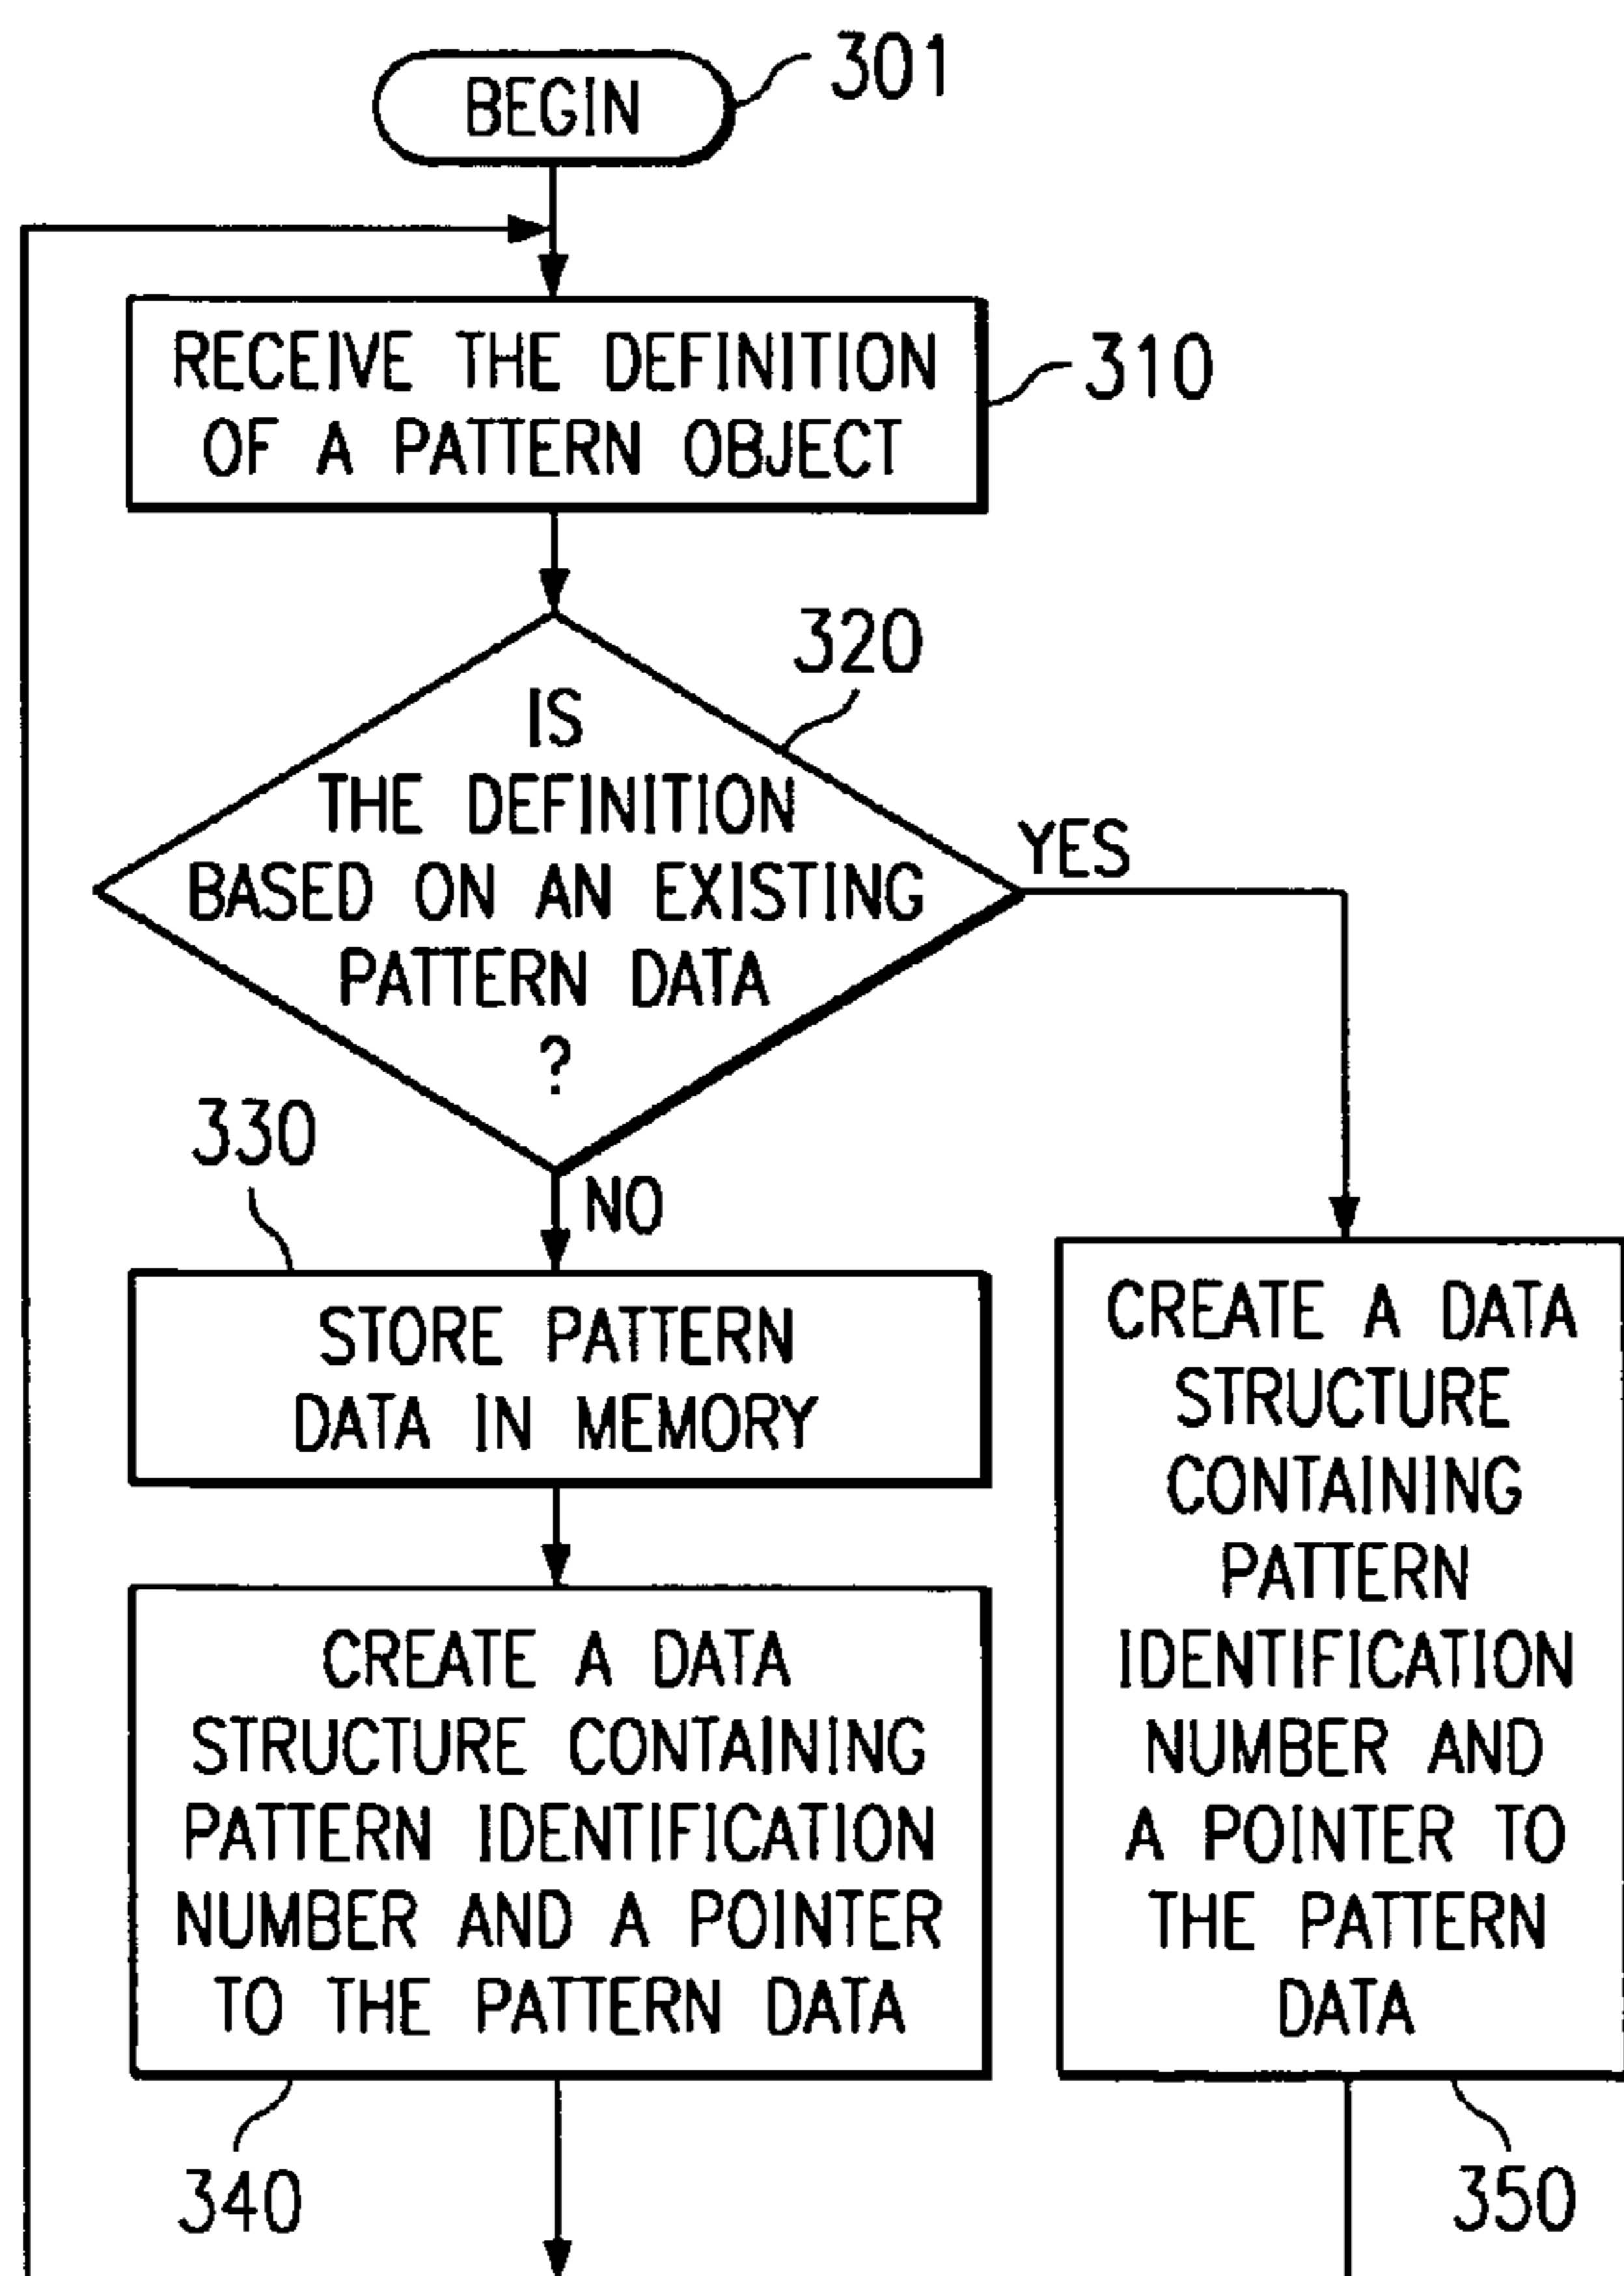 BEGIN
301
RECEIVE THE DEFINITION
OF A PATTERN OBJECT
310
320
IS
THE DEFINITION
BASED ON AN EXISTING
PATTERN DATA
?
YES
NO
330
STORE PATTERN
DATA IN MEMORY
CREATE A DATA
STRUCTURE CONTAINING
PATTERN IDENTIFICATION
NUMBER AND A POINTER
TO THE PATTERN DATA
340
CREATE A DATA
STRUCTURE
CONTAINING
PATTERN
IDENTIFICATION
NUMBER AND
A POINTER TO
THE PATTERN
DATA
350